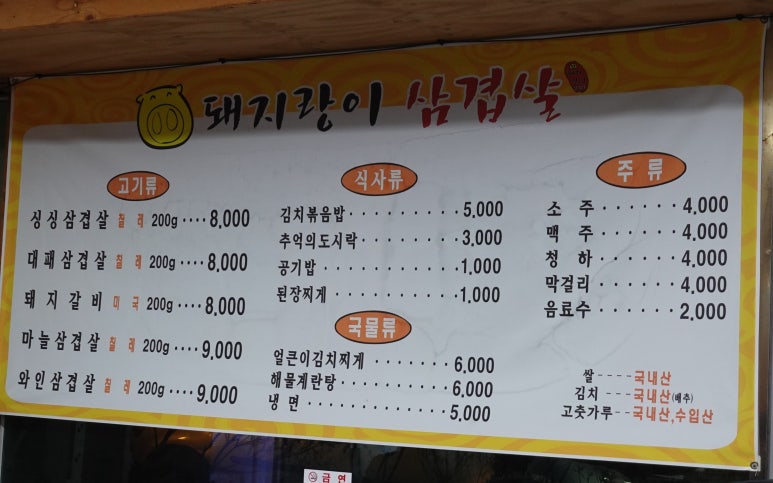 돼지랑이 삼겹살
고기류
싱싱삼겹살 칠레 200g ···· 8,000
대패삼겹살 칠레 200g ···· 8,000
돼지갈비 미국 200g ···· 8,000
마늘삼겹살 칠레 200g ···· 9,000
와인삼겹살 칠레 200g ···· 9,000
식사류
김치볶음밥 ········· 5,000
추억의도시락 ········ 3,000
공기밥 ··········· 1,000
된장찌게 ·········· 1,000
국물류
얼큰이김치찌게 ······· 6,000
해물계란탕 ········· 6,000
냉면 ············ 5,000
주류
소주 ······ 4,000
맥주 ······ 4,000
청하 ······ 4,000
막걸리 ······ 4,000
음료수 ······ 2,000
쌀 ---- 국내산
김치 --- 국내산(배추)
고춧가루 -- 국내산,수입산
금연